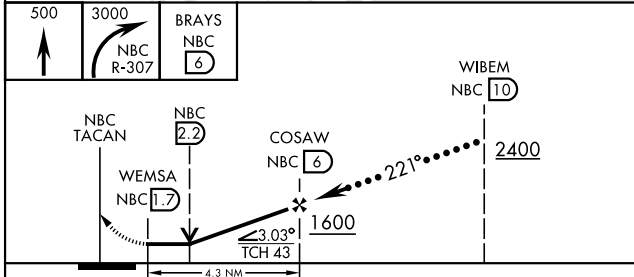 500
3000
NBC
R-307
BRAYS
NBC
6
WIBEM
NBC 10
NBC
TACAN
NBC
2.2
COSAW
NBC 6
221°
2400
WEMSA
NBC 1.7
1600
3.03°
TCH 43
4.3 NM